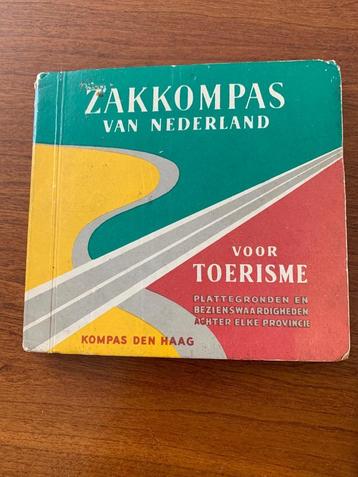 ZAKKOMPAS
VAN NEDERLAND
VOOR
TOERISME
PLATTEGRONDEN EN
BEZIENSWAARDIGHEDEN
ACHTER ELKE PROVINCIE
KOMPAS DEN HAAG